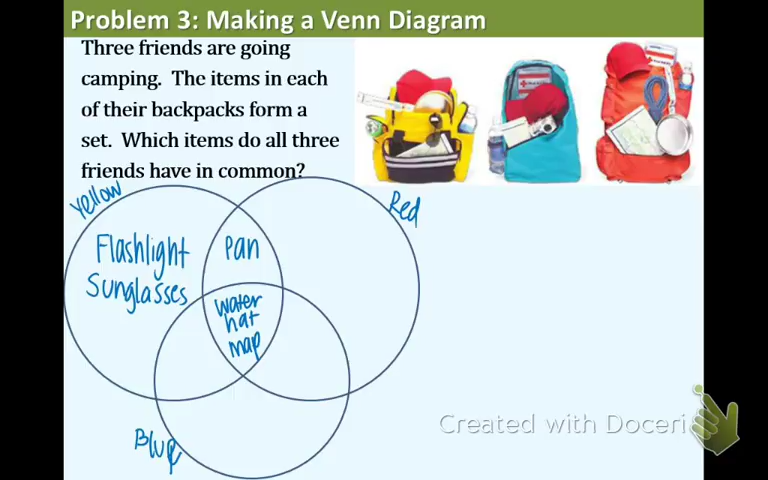 Problem 3: Making a Venn Diagram
Three friends are going
camping. The items in each
of their backpacks form a
set. Which items do all three
friends have in common?
Yellow
Red
Flashlight
Sunglasses
Pan
water
hat
map
Blue
Created with Doceri